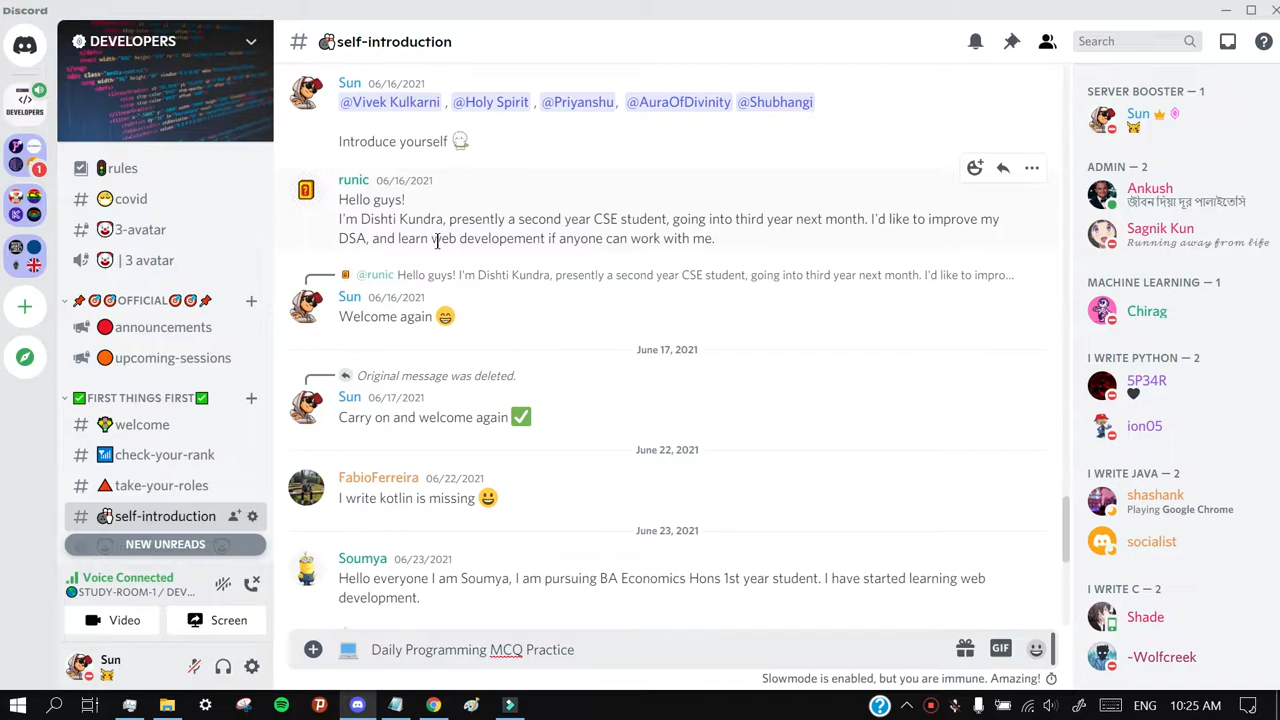 Discord
DEVELOPERS
# self-introduction
Search
DEVELOPERS
1
rules
# covid
# 3-avatar
| 3 avatar
OFFICIAL
announcements
upcoming-sessions
FIRST THINGS FIRST
# welcome
# check-your-rank
# take-your-roles
# self-introduction
NEW UNREADS
Voice Connected
STUDY-ROOM-1 / DEV...
Video
Screen
Sun
Sun 06/16/2021
@Vivek Kulkarni , @Holy Spirit , @Priyanshu, @AuraOfDivinity @Shubhangi
Introduce yourself
runic 06/16/2021
Hello guys!
I'm Dishti Kundra, presently a second year CSE student, going into third year next month. I'd like to improve my
DSA, and learn web developement if anyone can work with me.
@runic Hello guys! I'm Dishti Kundra, presently a second year CSE student, going into third year next month. I'd like to impro...
Sun 06/16/2021
Welcome again
June 17, 2021
Original message was deleted.
Sun 06/17/2021
Carry on and welcome again
June 22, 2021
FabioFerreira 06/22/2021
I write kotlin is missing
June 23, 2021
Soumya 06/23/2021
Hello everyone I am Soumya, I am pursuing BA Economics Hons 1st year student. I have started learning web
development.
Daily Programming MCQ Practice
GIF
Slowmode is enabled, but you are immune. Amazing!
SERVER BOOSTER — 1
Sun
ADMIN — 2
Ankush
জীবন দিয়া দূর হায়াতেসি
Sagnik Kun
Running away from life
MACHINE LEARNING — 1
Chirag
I WRITE PYTHON — 2
5P34R
ion05
I WRITE JAVA — 2
shashank
Playing Google Chrome
socialist
I WRITE C — 2
Shade
~Wolfcreek
ENG
10:25 AM